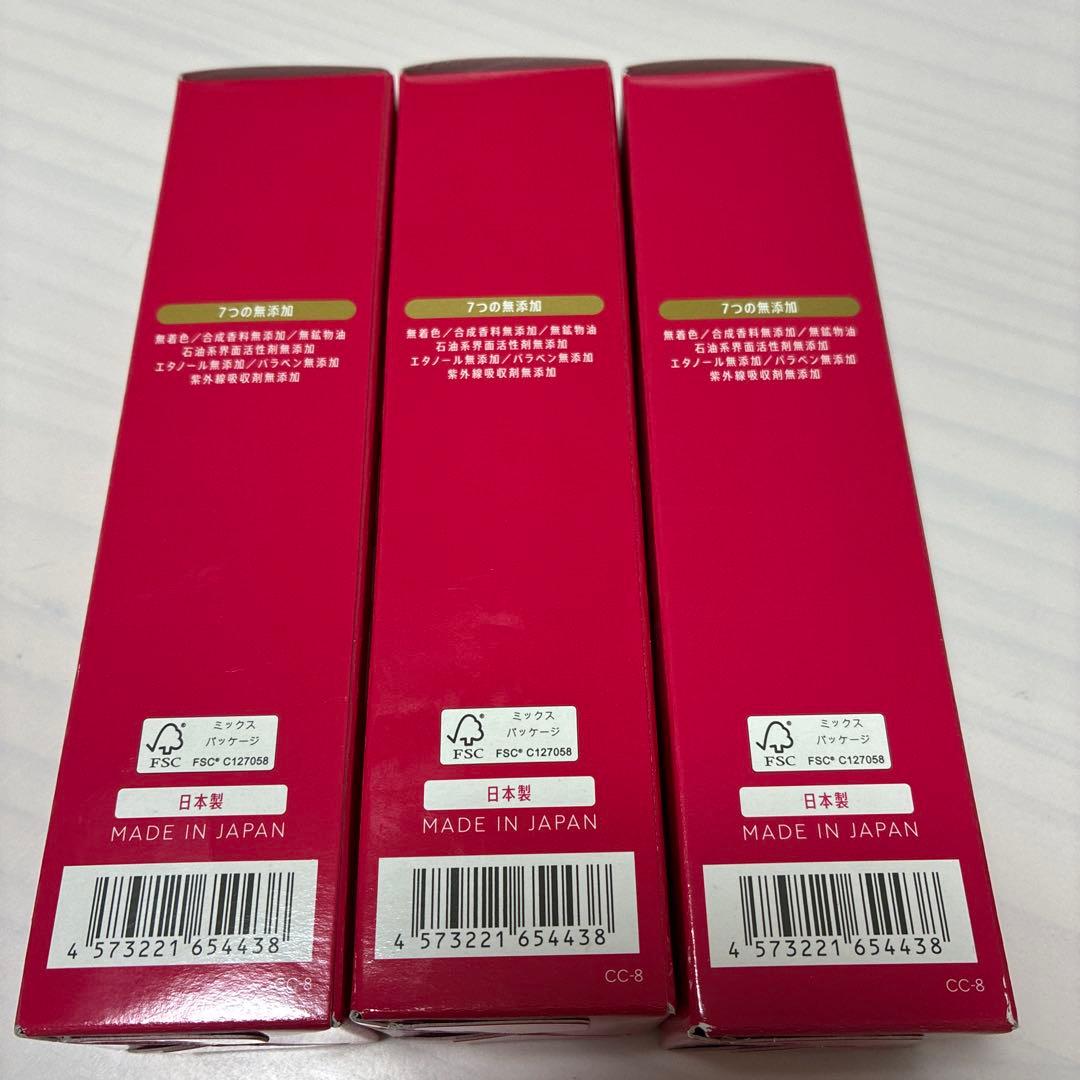 7つの無添加
無着色／合成香料無添加／無鉱物油
石油系界面活性剤無添加
エタノール無添加／パラベン無添加
紫外線吸収剤無添加
ミックス
パッケージ
FSC® C127058
FSC
日本製
MADE IN JAPAN
4 573221 654438
CC-8
7つの無添加
無着色／合成香料無添加／無鉱物油
石油系界面活性剤無添加
エタノール無添加／パラベン無添加
紫外線吸収剤無添加
ミックス
パッケージ
FSC® C127058
FSC
日本製
MADE IN JAPAN
4 573221 654438
CC-8
7つの無添加
無着色／合成香料無添加／無鉱物油
石油系界面活性剤無添加
エタノール無添加／パラベン無添加
紫外線吸収剤無添加
ミックス
パッケージ
FSC® C127058
FSC
日本製
MADE IN JAPAN
4 573221 654438
CC-8